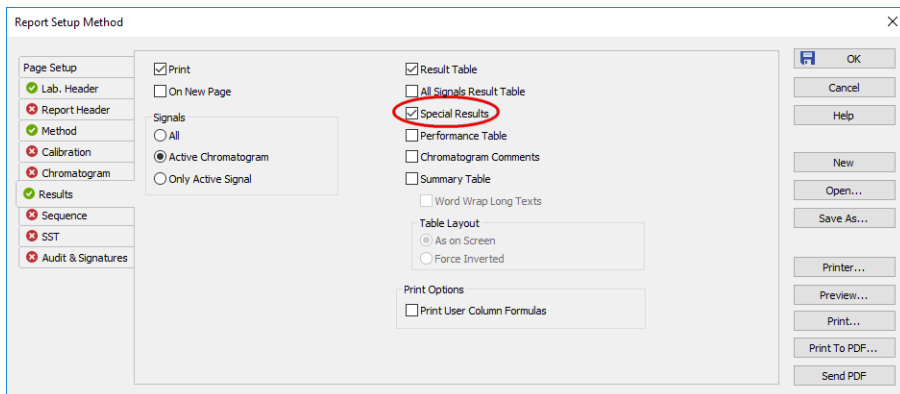 Report Setup Method
Page Setup
Lab. Header
Report Header
Method
Calibration
Chromatogram
Results
Sequence
SST
Audit & Signatures
Print
On New Page
Signals
All
Active Chromatogram
Only Active Signal
Result Table
All Signals Result Table
Special Results
Performance Table
Chromatogram Comments
Summary Table
Word Wrap Long Texts
Table Layout
As on Screen
Force Inverted
Print Options
Print User Column Formulas
OK
Cancel
Help
New
Open...
Save As...
Printer...
Preview...
Print...
Print To PDF...
Send PDF